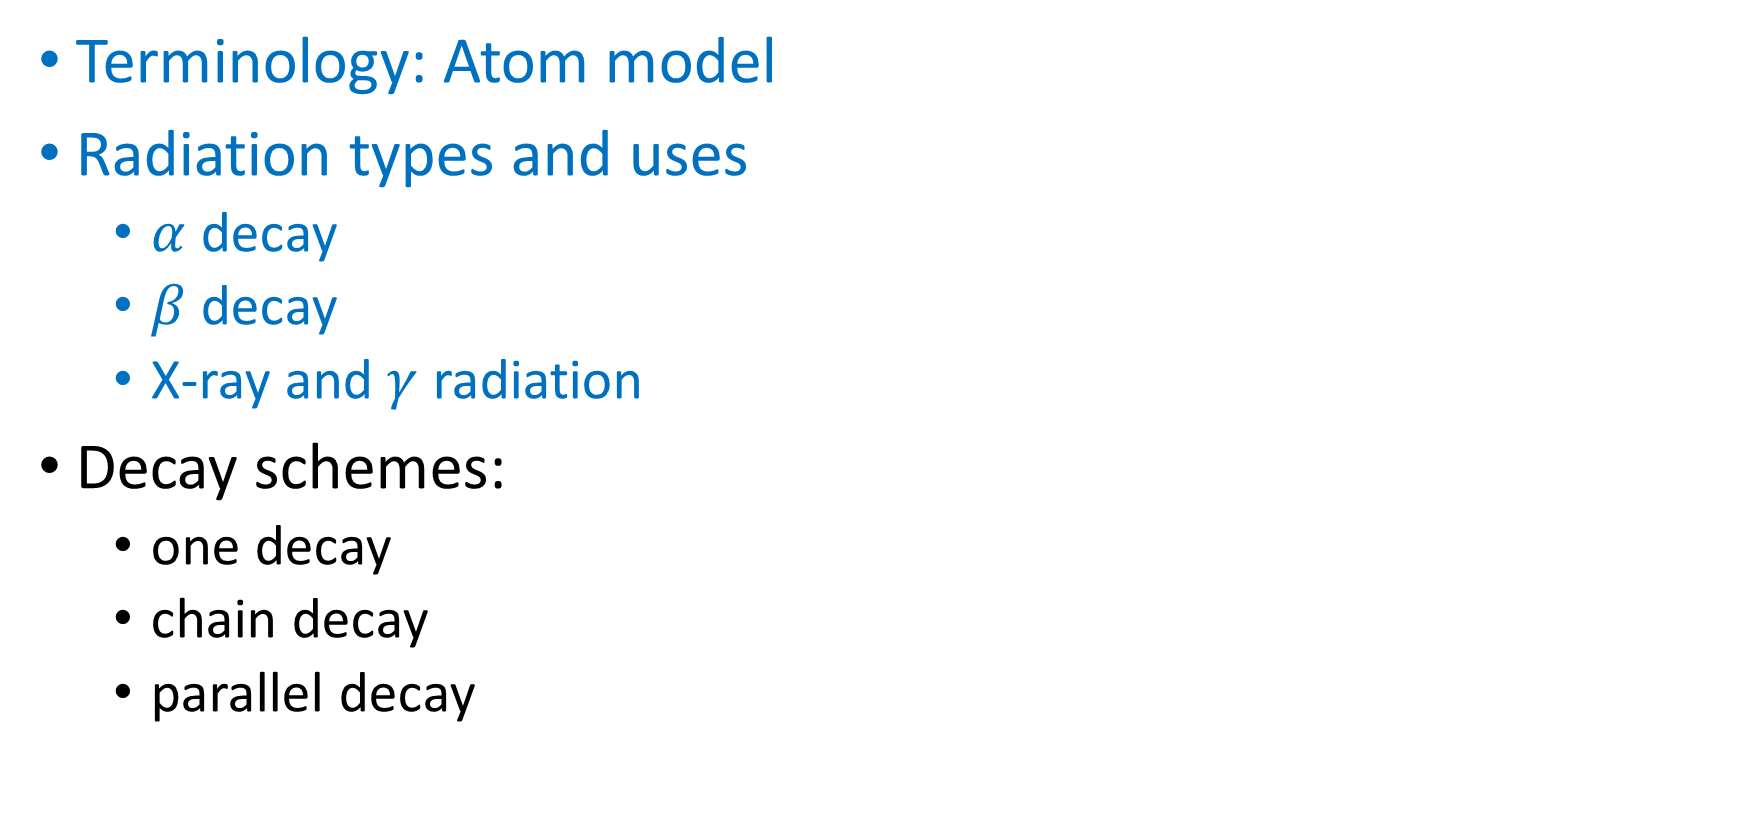 • Terminology: Atom model
• Radiation types and uses
• α decay
• β decay
• X-ray and γ radiation
• Decay schemes:
• one decay
• chain decay
• parallel decay